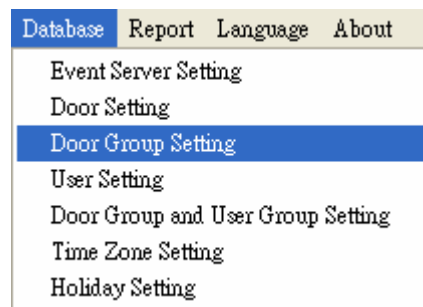 Database Report Language About
Event Server Setting
Door Setting
Door Group Setting
User Setting
Door Group and User Group Setting
Time Zone Setting
Holiday Setting